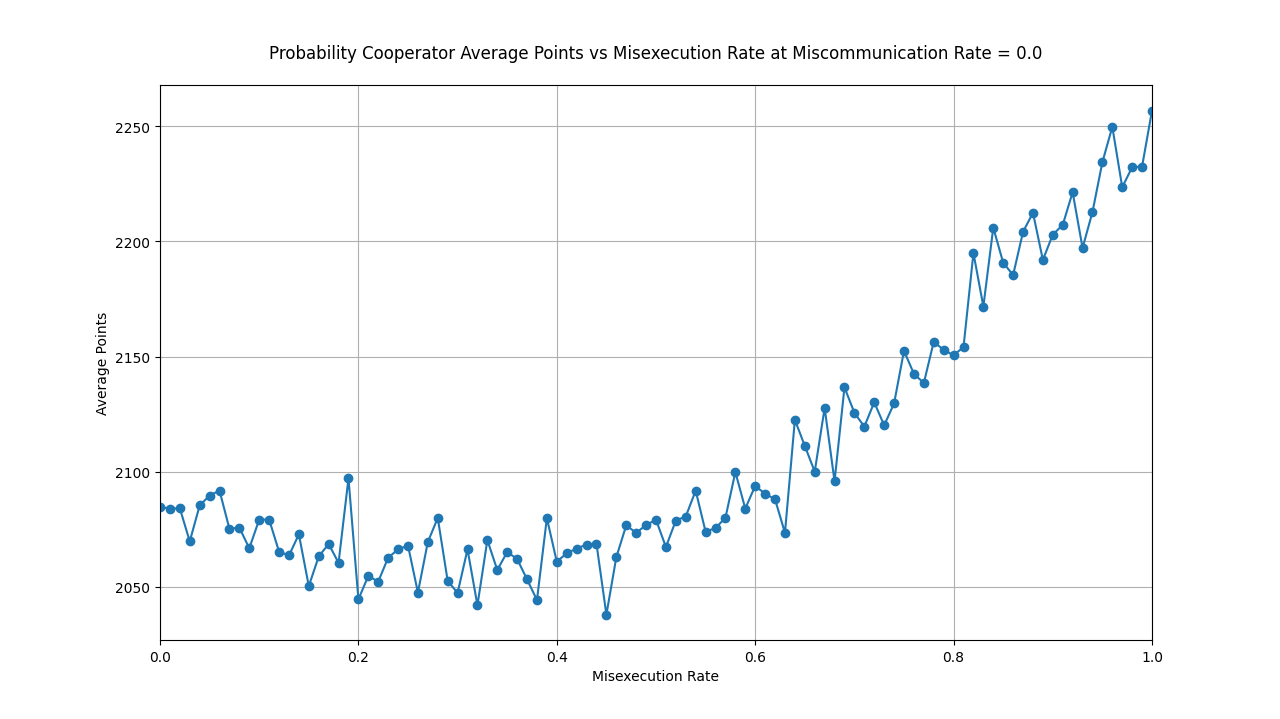 Probability Cooperator Average Points vs Misexecution Rate at Miscommunication Rate = 0.0
2250
2200
2150
2100
2050
Average Points
0.0 0.2 0.4 0.6 0.8 1.0
Misexecution Rate